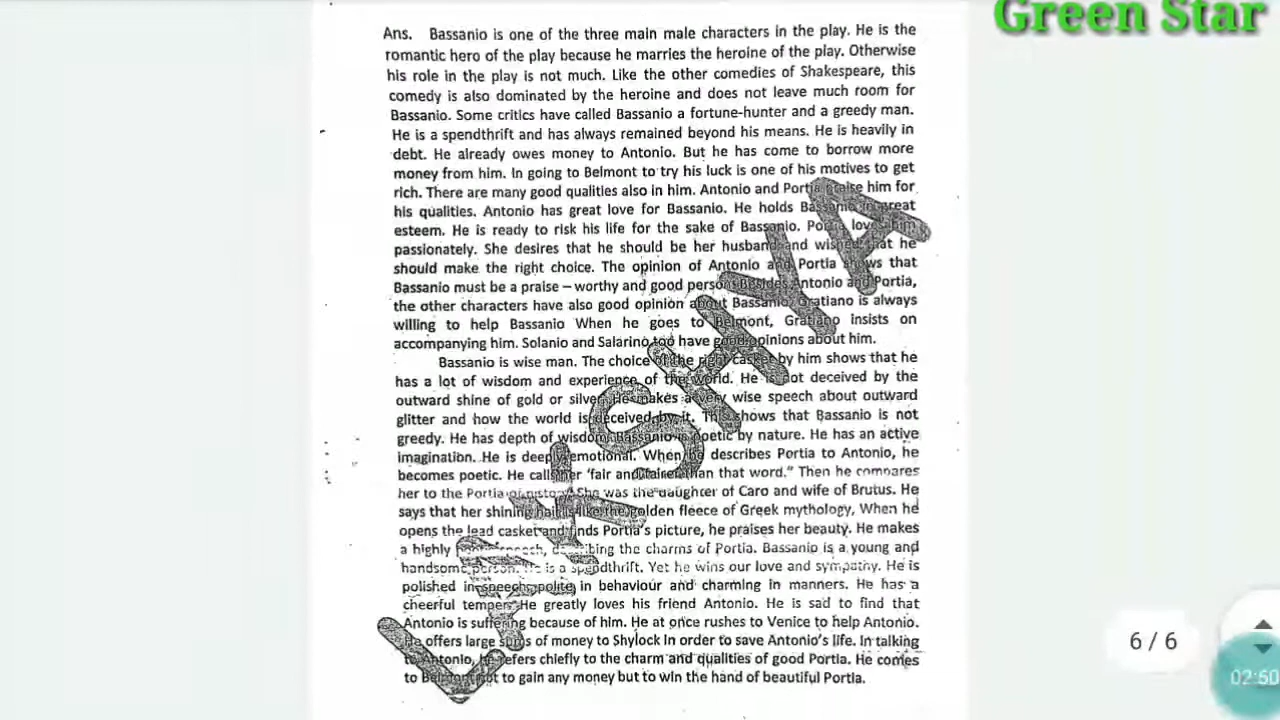 Green Star
Ans. Bassanio is one of the three main male characters in the play. He is the
romantic hero of the play because he marries the heroine of the play. Otherwise
his role in the play is not much. Like the other comedies of Shakespeare, this
comedy is also dominated by the heroine and does not leave much room for
Bassanio. Some critics have called Bassanio a fortune-hunter and a greedy man.
He is a spendthrift and has always remained beyond his means. He is heavily in
debt. He already owes money to Antonio. But he has come to borrow more
money from him. In going to Belmont to try his luck is one of his motives to get
rich. There are many good qualities also in him. Antonio and Portia praise him for
his qualities. Antonio has great love for Bassanio. He holds Bassanio in great
esteem. He is ready to risk his life for the sake of Bassanio. Portia loves him
passionately. She desires that he should be her husband and wished that he
should make the right choice. The opinion of Antonio and Portia shows that
Bassanio must be a praise – worthy and good person. Besides Antonio and Portia,
the other characters have also good opinion about Bassanio. Gratiano is always
willing to help Bassanio When he goes to Belmont, Gratiano insists on
accompanying him. Solanio and Salarino too have good opinions about him.
Bassanio is wise man. The choice of the right casket by him shows that he
has a lot of wisdom and experience of the world. He is not deceived by the
outward shine of gold or silver. He makes a very wise speech about outward
glitter and how the world is deceived by it. This shows that Bassanio is not
greedy. He has depth of wisdom. Bassanio is poetic by nature. He has an active
imagination. He is deeply emotional. When he describes Portia to Antonio, he
becomes poetic. He calls her 'fair and fairer than that word." Then he compares
her to the Portia of history. She was the daughter of Caro and wife of Brutus. He
says that her shining hair is like the golden fleece of Greek mythology, When he
opens the lead casket and finds Portia's picture, he praises her beauty. He makes
a highly speech, describing the charms of Portia. Bassanio is a young and
handsome person. He is a spendthrift. Yet he wins our love and sympathy. He is
polished in speech, polite in behaviour and charming in manners. He has a
cheerful temper. He greatly loves his friend Antonio. He is sad to find that
Antonio is suffering because of him. He at once rushes to Venice to help Antonio.
He offers large sums of money to Shylock in order to save Antonio's life. In talking
to Antonio, he refers chiefly to the charm and qualities of good Portia. He comes
to Belmont not to gain any money but to win the hand of beautiful Portia.
LAKSHYA
6 / 6
02:50